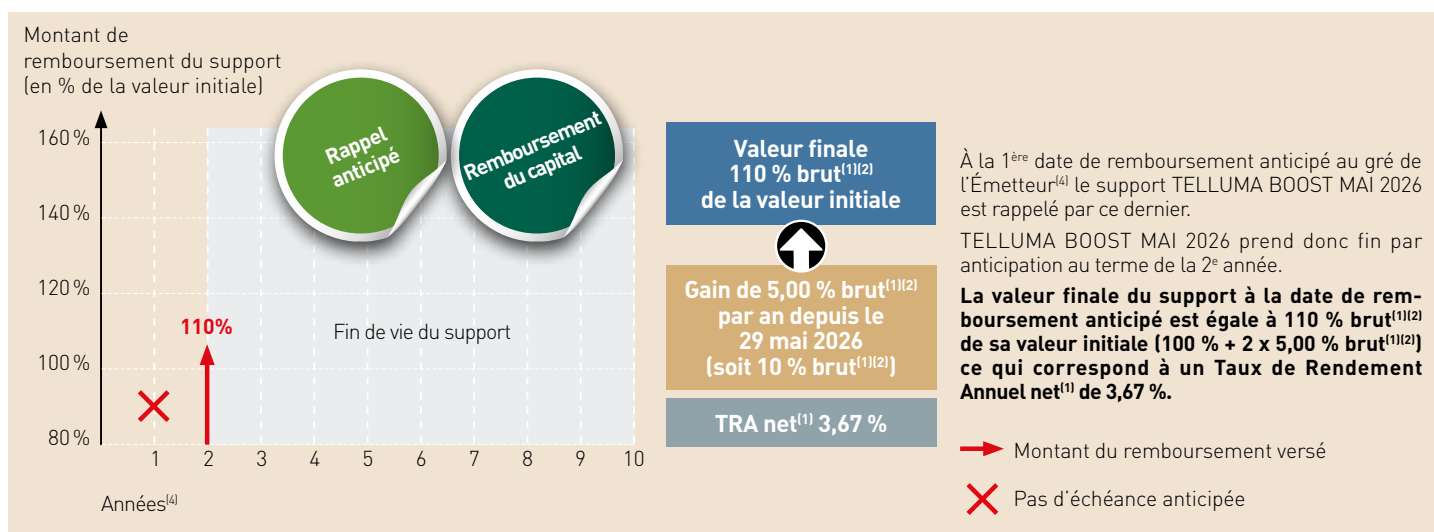 Montant de
remboursement du support
(en % de la valeur initiale)
160 %
140 %
120 %
100 %
80 %
110%
Fin de vie du support
1 2 3 4 5 6 7 8 9 10
Années(4)
Rappel
anticipé
Remboursement
du capital
Valeur finale
110 % brut(1)(2)
de la valeur initiale
Gain de 5,00 % brut(1)(2)
par an depuis le
29 mai 2026
(soit 10 % brut(1)(2))
TRA net(1) 3,67 %
À la 1ère date de remboursement anticipé au gré de
l'Émetteur(4) le support TELLUMA BOOST MAI 2026
est rappelé par ce dernier.
TELLUMA BOOST MAI 2026 prend donc fin par
anticipation au terme de la 2e année.
La valeur finale du support à la date de rem-
boursement anticipé est égale à 110 % brut(1)(2)
de sa valeur initiale (100 % + 2 x 5,00 % brut(1)(2))
ce qui correspond à un Taux de Rendement
Annuel net(1) de 3,67 %.
Montant du remboursement versé
Pas d'échéance anticipée